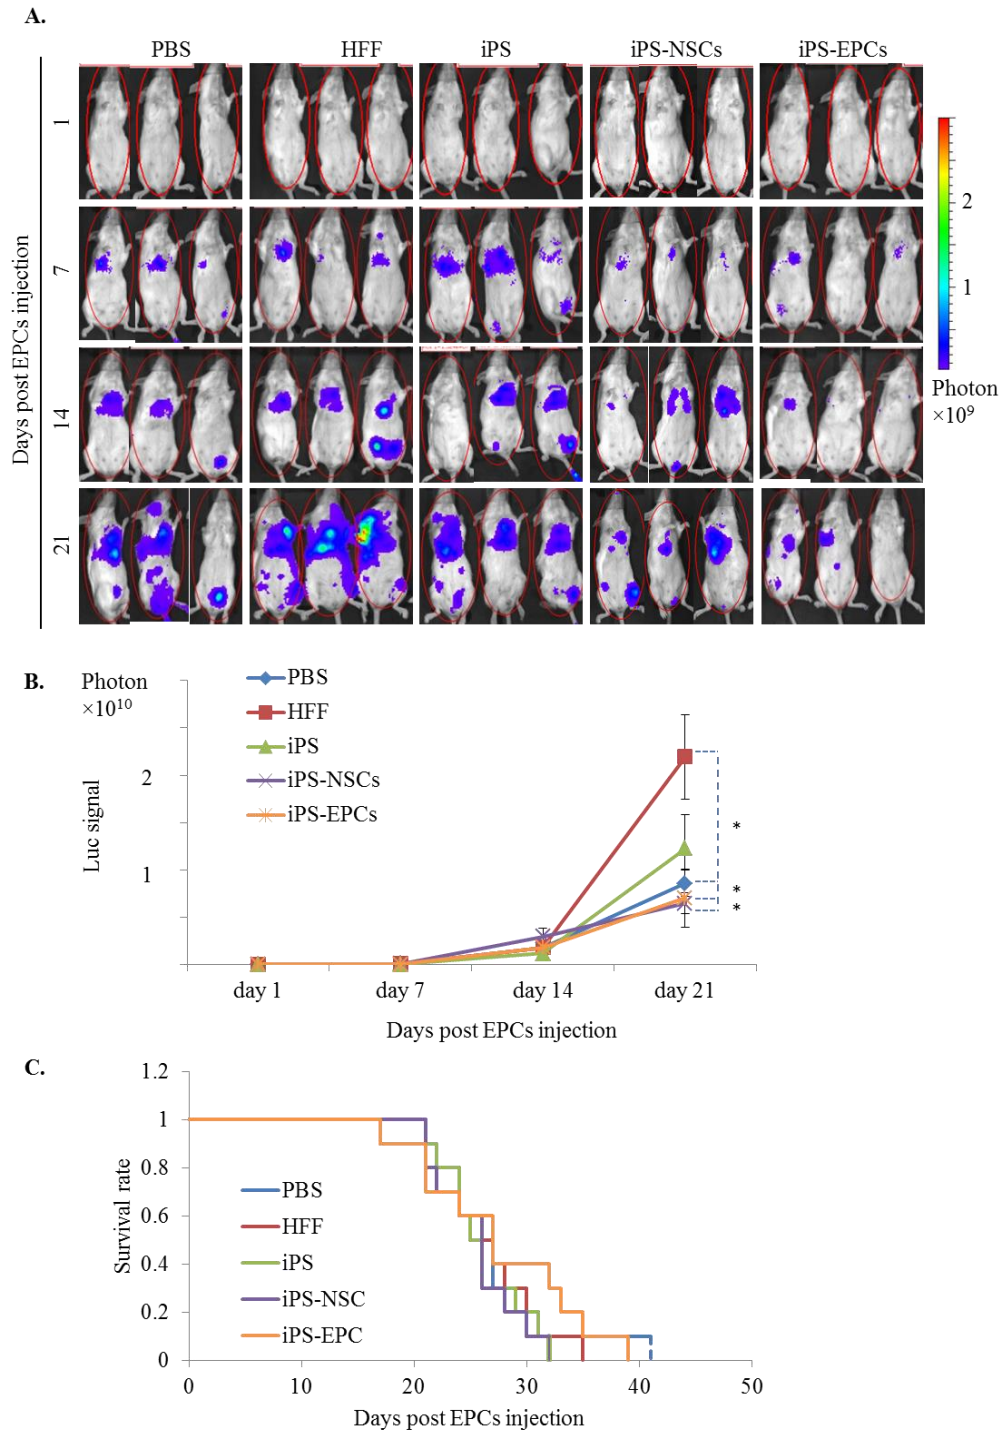 A.
PBS HFF iPS iPS-NSCs iPS-EPCs
Days post EPCs injection
1
7
14
21
2
1
Photon
×10⁹
B.
Photon
×10¹⁰
PBS
HFF
iPS
iPS-NSCs
iPS-EPCs
Luc signal
2
1
*
*
*
day 1 day 7 day 14 day 21
Days post EPCs injection
C.
1.2
1
0.8
0.6
0.4
0.2
0
Survival rate
PBS
HFF
iPS
iPS-NSC
iPS-EPC
0 10 20 30 40 50
Days post EPCs injection